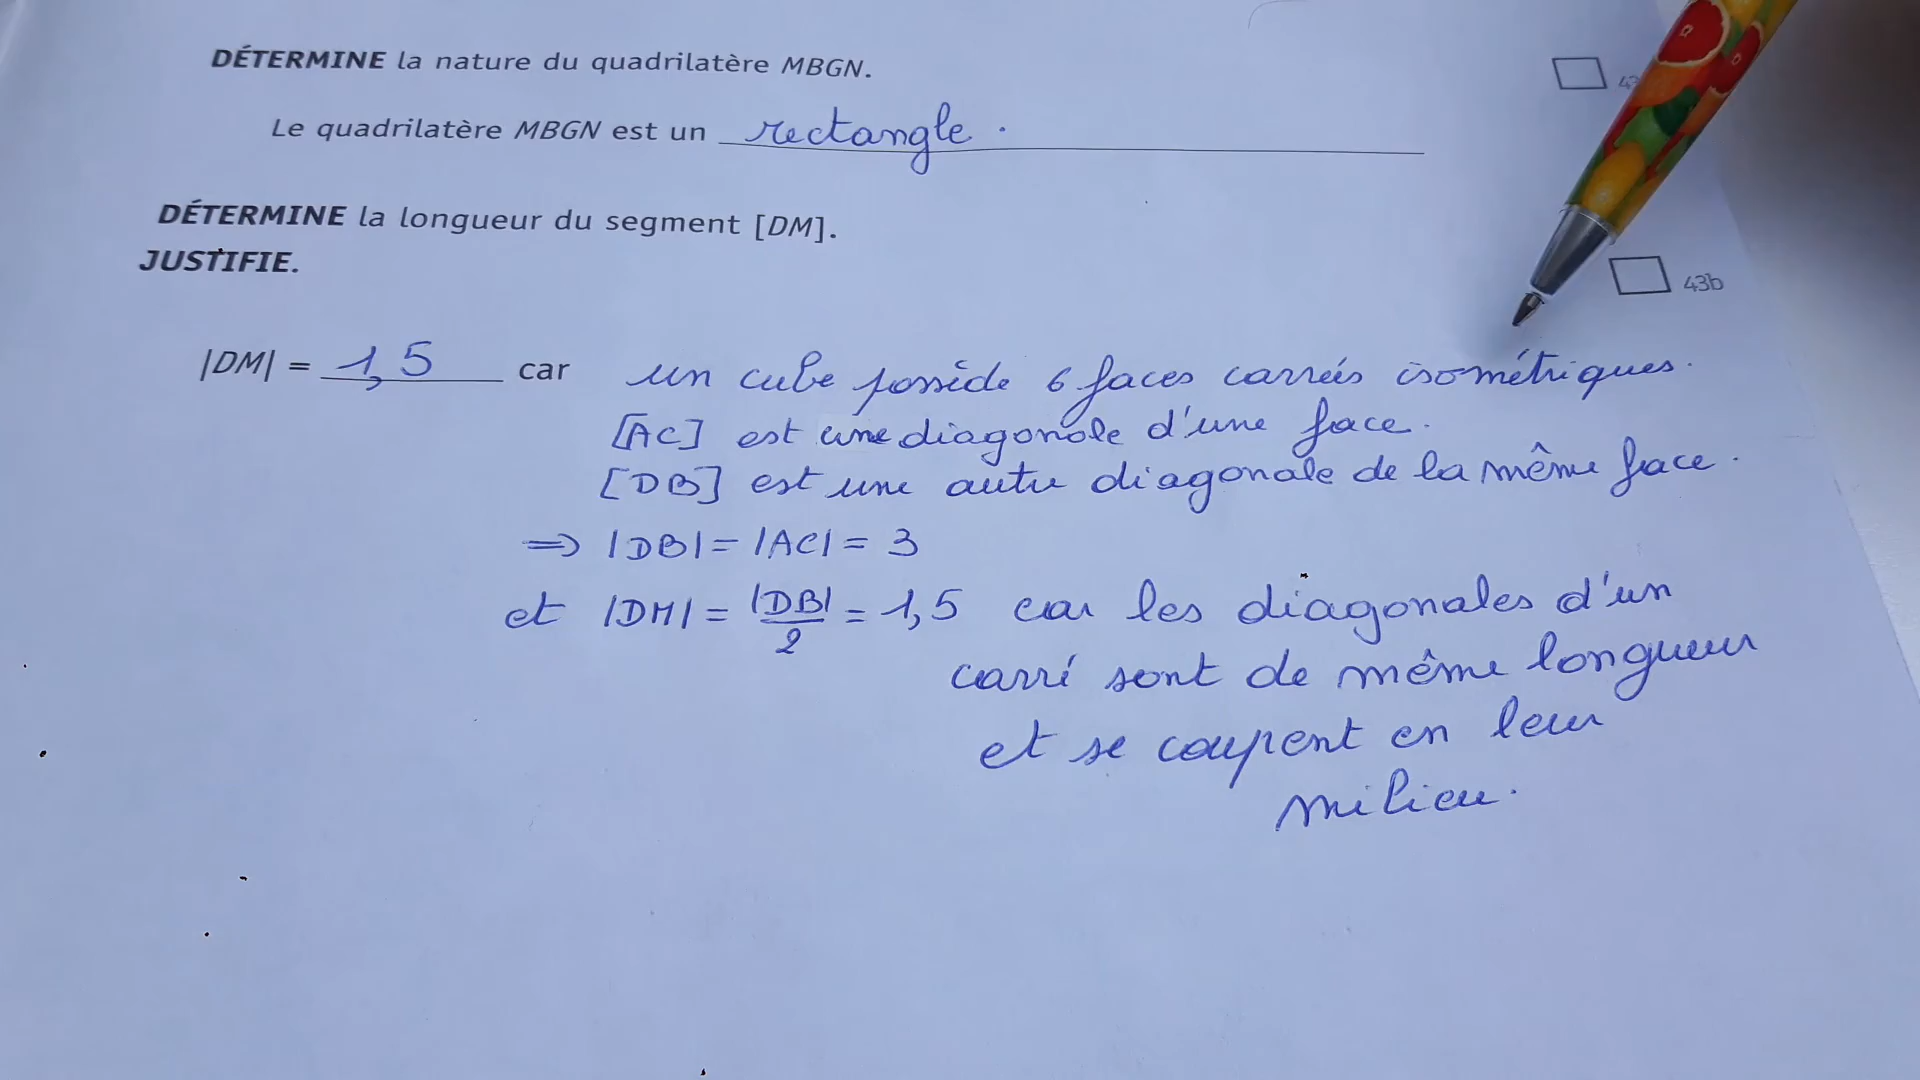 DÉTERMINE la nature du quadrilatère MBGN.
Le quadrilatère MBGN est un rectangle.
DÉTERMINE la longueur du segment [DM].
JUSTIFIE.
43b
|DM| = 1,5 car un cube possède 6 faces carrées isométriques.
[AC] est une diagonale d'une face.
[DB] est une autre diagonale de la même face.
⇒ |DB| = |AC| = 3
et |DM| = |DB|/2 = 1,5 car les diagonales d'un
carré sont de même longueur
et se coupent en leur
milieu.